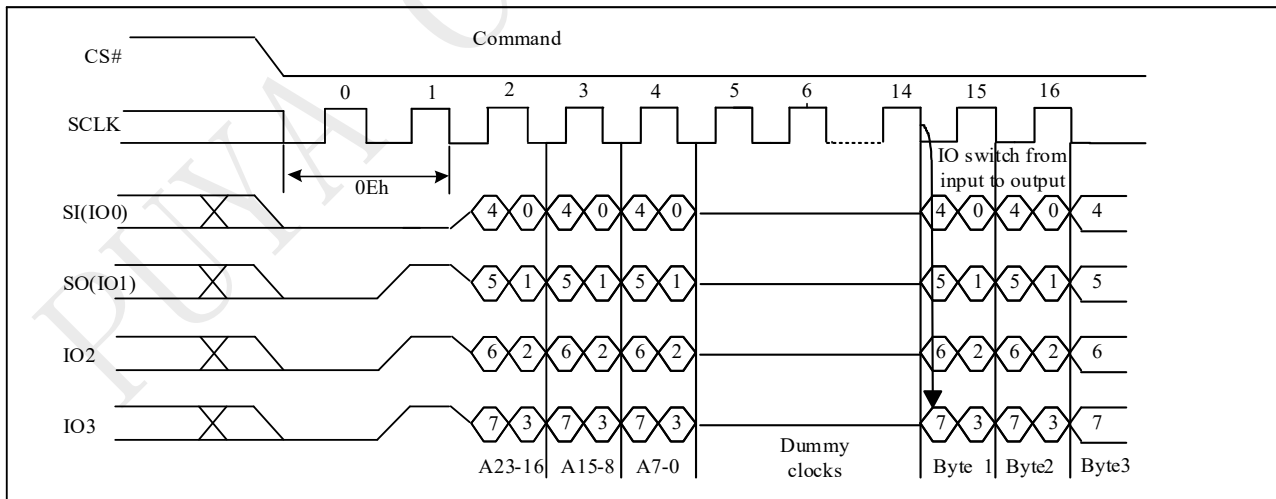 Command
CS#
0 1 2 3 4 5 6 14 15 16
SCLK
IO switch from
input to output
0Eh
SI(IO0) 4 0 4 0 4 0 4 0 4 0 4
SO(IO1) 5 1 5 1 5 1 5 1 5 1 5
IO2 6 2 6 2 6 2 6 2 6 2 6
IO3 7 3 7 3 7 3 7 3 7 3 7
A23-16 A15-8 A7-0 Dummy
clocks Byte 1 Byte2 Byte3
PUYA